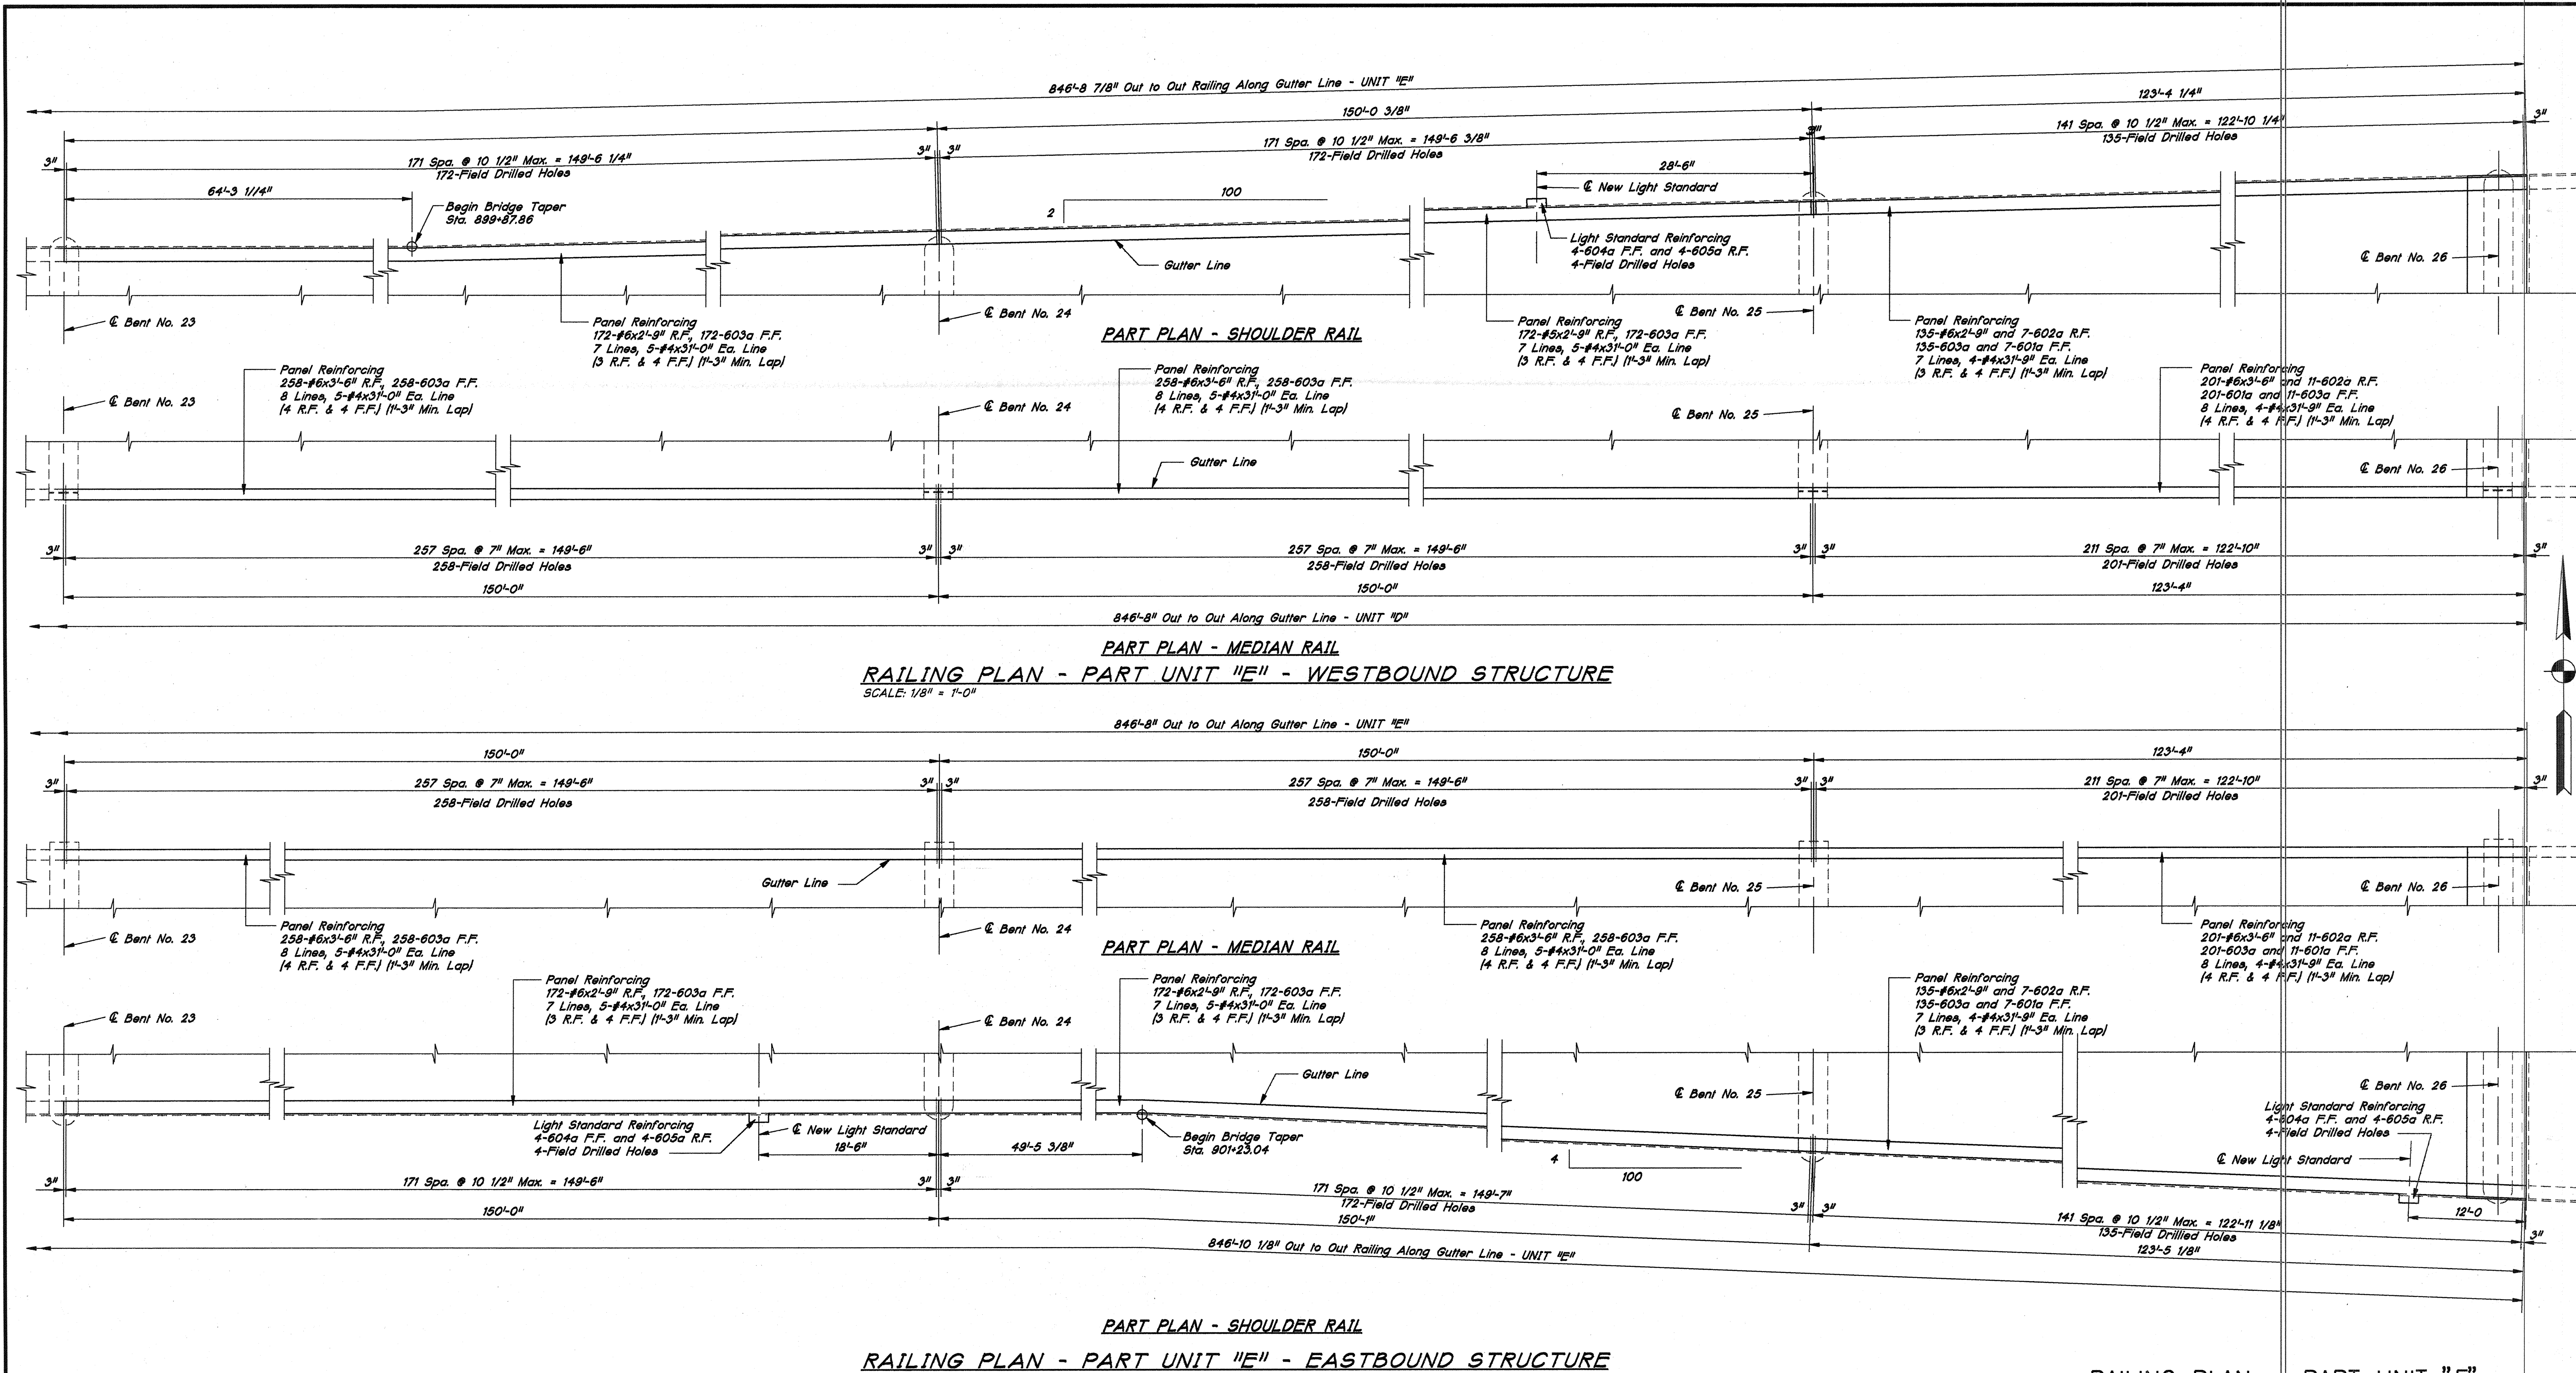 846'-8 7/8" Out to Out Railing Along Gutter Line - UNIT "E"
150'-0 3/8"
123'-4 1/4"
3"
171 Spa. @ 10 1/2" Max. = 149'-6 1/4"
172-Field Drilled Holes
3"
3"
171 Spa. @ 10 1/2" Max. = 149'-6 3/8"
172-Field Drilled Holes
3"
141 Spa. @ 10 1/2" Max. = 122'-10 1/4"
135-Field Drilled Holes
3"
64'-3 1/4"
Begin Bridge Taper
Sta. 899+87.86
2
100
28'-6"
℄ New Light Standard
Light Standard Reinforcing
4-604a F.F. and 4-605a R.F.
4-Field Drilled Holes
Gutter Line
℄ Bent No. 26
℄ Bent No. 23
Panel Reinforcing
172-#6x2'-9" R.F., 172-603a F.F.
7 Lines, 5-#4x31'-0" Ea. Line
(3 R.F. & 4 F.F.) (1'-3" Min. Lap)
℄ Bent No. 24
PART PLAN - SHOULDER RAIL
Panel Reinforcing
172-#5x2'-9" R.F., 172-603a F.F.
7 Lines, 5-#4x31'-0" Ea. Line
(3 R.F. & 4 F.F.) (1'-3" Min. Lap)
℄ Bent No. 25
Panel Reinforcing
135-#6x2'-9" and 7-602a R.F.
135-603a and 7-601a F.F.
7 Lines, 4-#4x31'-9" Ea. Line
(3 R.F. & 4 F.F.) (1'-3" Min. Lap)
℄ Bent No. 23
Panel Reinforcing
258-#6x3'-6" R.F., 258-603a F.F.
8 Lines, 5-#4x31'-0" Ea. Line
(4 R.F. & 4 F.F.) (1'-3" Min. Lap)
℄ Bent No. 24
Panel Reinforcing
258-#6x3'-6" R.F., 258-603a F.F.
8 Lines, 5-#4x31'-0" Ea. Line
(4 R.F. & 4 F.F.) (1'-3" Min. Lap)
℄ Bent No. 25
Panel Reinforcing
201-#6x3'-6" and 11-602a R.F.
201-601a and 11-603a F.F.
8 Lines, 4-#4x31'-9" Ea. Line
(4 R.F. & 4 F.F.) (1'-3" Min. Lap)
Gutter Line
℄ Bent No. 26
3"
257 Spa. @ 7" Max. = 149'-6"
258-Field Drilled Holes
3"
3"
257 Spa. @ 7" Max. = 149'-6"
258-Field Drilled Holes
3"
3"
211 Spa. @ 7" Max. = 122'-10"
201-Field Drilled Holes
3"
150'-0"
150'-0"
123'-4"
846'-8" Out to Out Along Gutter Line - UNIT "D"
PART PLAN - MEDIAN RAIL
RAILING PLAN - PART UNIT "E" - WESTBOUND STRUCTURE
SCALE: 1/8" = 1'-0"
846'-8" Out to Out Along Gutter Line - UNIT "E"
150'-0"
150'-0"
123'-4"
3"
257 Spa. @ 7" Max. = 149'-6"
258-Field Drilled Holes
3"
3"
257 Spa. @ 7" Max. = 149'-6"
258-Field Drilled Holes
3"
3"
211 Spa. @ 7" Max. = 122'-10"
201-Field Drilled Holes
3"
Gutter Line
℄ Bent No. 25
℄ Bent No. 26
℄ Bent No. 23
Panel Reinforcing
258-#6x3'-6" R.F., 258-603a F.F.
8 Lines, 5-#4x31'-0" Ea. Line
(4 R.F. & 4 F.F.) (1'-3" Min. Lap)
℄ Bent No. 24
PART PLAN - MEDIAN RAIL
Panel Reinforcing
258-#6x3'-6" R.F., 258-603a F.F.
8 Lines, 5-#4x31'-0" Ea. Line
(4 R.F. & 4 F.F.) (1'-3" Min. Lap)
Panel Reinforcing
201-#6x3'-6" and 11-602a R.F.
201-603a and 11-601a F.F.
8 Lines, 4-#4x31'-9" Ea. Line
(4 R.F. & 4 F.F.) (1'-3" Min. Lap)
℄ Bent No. 23
Panel Reinforcing
172-#6x2'-9" R.F., 172-603a F.F.
7 Lines, 5-#4x31'-0" Ea. Line
(3 R.F. & 4 F.F.) (1'-3" Min. Lap)
℄ Bent No. 24
Panel Reinforcing
172-#6x2'-9" R.F., 172-603a F.F.
7 Lines, 5-#4x31'-0" Ea. Line
(3 R.F. & 4 F.F.) (1'-3" Min. Lap)
Panel Reinforcing
135-#6x2'-9" and 7-602a R.F.
135-603a and 7-601a F.F.
7 Lines, 4-#4x31'-9" Ea. Line
(3 R.F. & 4 F.F.) (1'-3" Min. Lap)
Gutter Line
℄ Bent No. 25
℄ Bent No. 26
Light Standard Reinforcing
4-604a F.F. and 4-605a R.F.
4-Field Drilled Holes
℄ New Light Standard
18'-6"
49'-5 3/8"
Begin Bridge Taper
Sta. 901+23.04
4
100
Light Standard Reinforcing
4-604a F.F. and 4-605a R.F.
4-Field Drilled Holes
℄ New Light Standard
12'-0
3"
171 Spa. @ 10 1/2" Max. = 149'-6"
3"
3"
171 Spa. @ 10 1/2" Max. = 149'-7"
172-Field Drilled Holes
3"
3"
141 Spa. @ 10 1/2" Max. = 122'-11 1/8"
135-Field Drillied Holes
3"
150'-0"
150'-1"
123'-5 1/8"
846'-10 1/8" Out to Out Railing Along Gutter Line - UNIT "E"
PART PLAN - SHOULDER RAIL
RAILING PLAN - PART UNIT "E" - EASTBOUND STRUCTURE